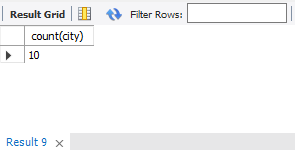 Result Grid Filter Rows:
count(city)
10
Result 9 ×